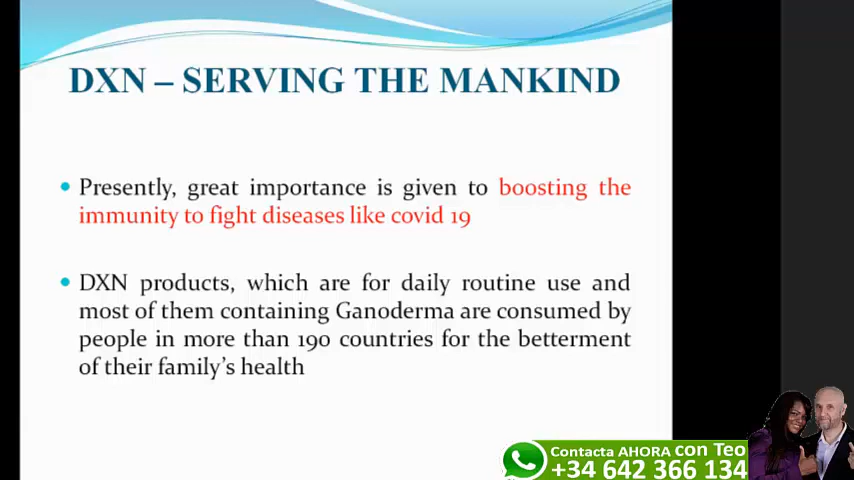 DXN – SERVING THE MANKIND
Presently, great importance is given to boosting the
immunity to fight diseases like covid 19
DXN products, which are for daily routine use and
most of them containing Ganoderma are consumed by
people in more than 190 countries for the betterment
of their family's health
Contacta AHORA con Teo
+34 642 366 134